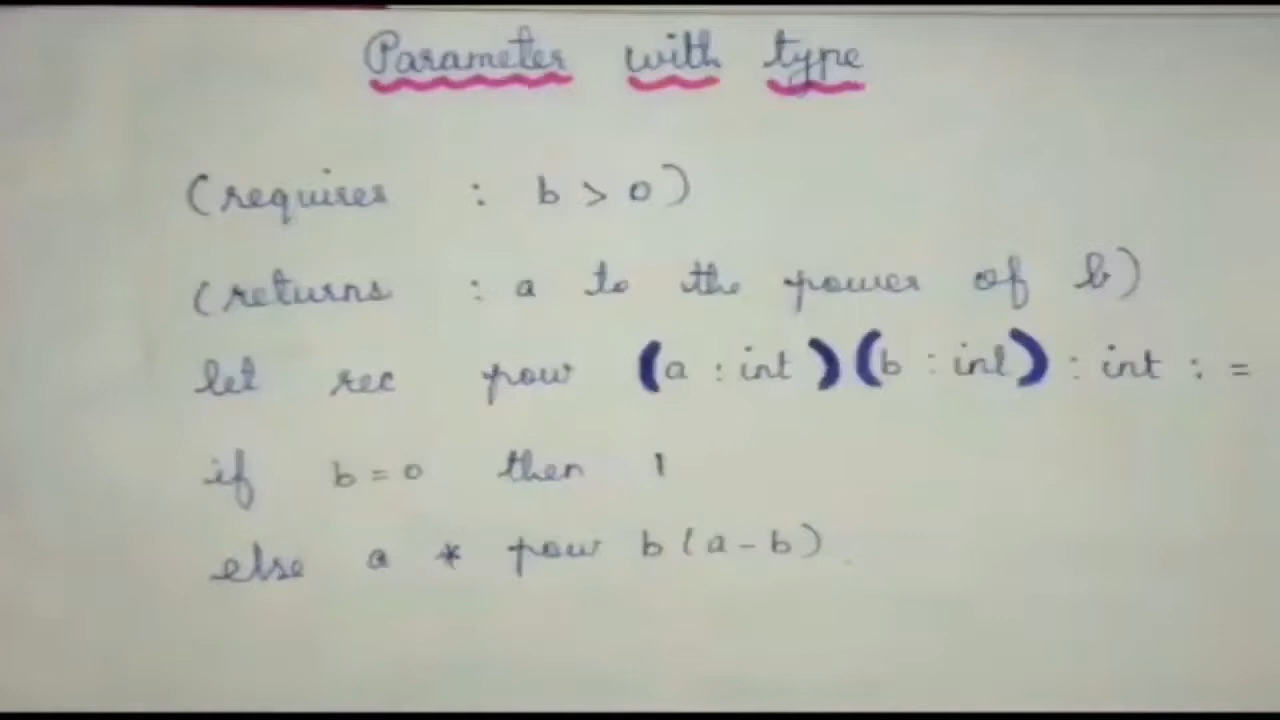 Parameter with type
(requires : b > 0)
(returns : a to the power of b)
let rec pow (a : int) (b : int) : int : =
if b = 0 then 1
else a * pow b (a - b)